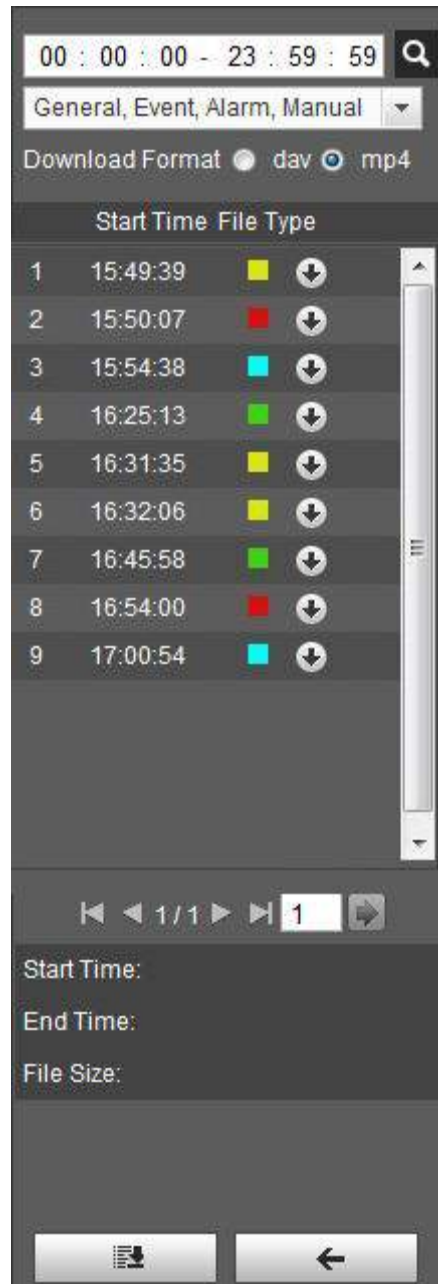 00 : 00 : 00 - 23 : 59 : 59
General, Event, Alarm, Manual
Download Format dav mp4
Start Time File Type
1 15:49:39
2 15:50:07
3 15:54:38
4 16:25:13
5 16:31:35
6 16:32:06
7 16:45:58
8 16:54:00
9 17:00:54
1 / 1 1
Start Time:
End Time:
File Size: